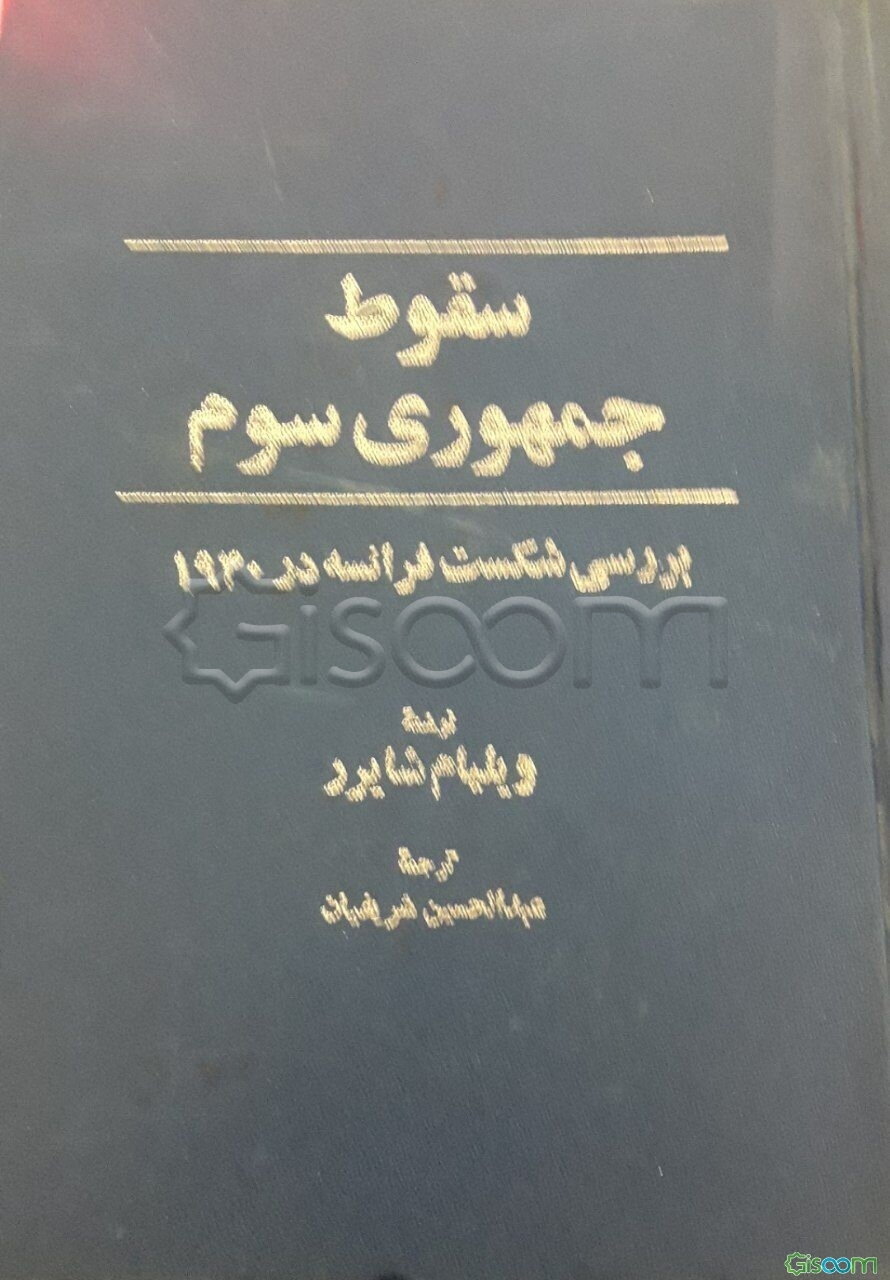 سقوط
جمهوری سوم
بررسی شکست فرانسه در ۱۹۴۰
Gisoom
نوشتهٔ
ویلیام شایرر
ترجمهٔ
عبدالحسین شریفیان
Gisoom